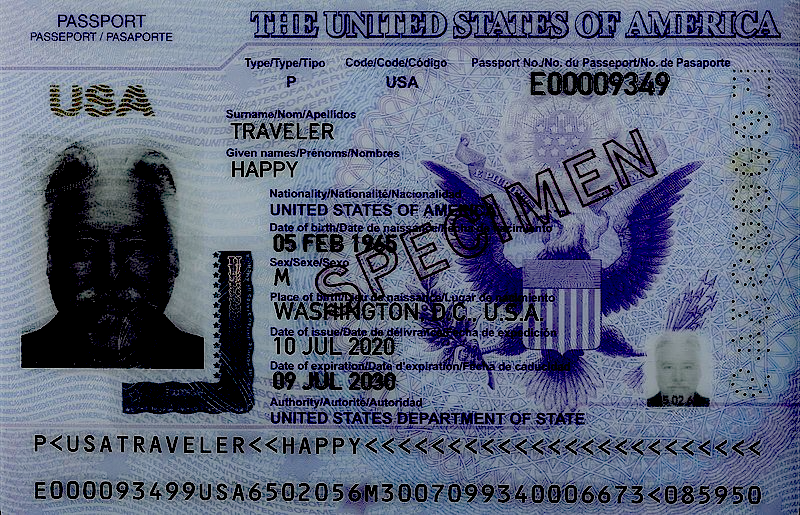 PASSPORT
PASSEPORT / PASAPORTE
USA
THE UNITED STATES OF AMERICA
Type/Type/Tipo Code/Code/Código Passport No./No. du Passeport/No. de Pasaporte
P USA E00009349
Surname/Nom/Apellidos
TRAVELER
Given names/Prénoms/Nombres
HAPPY
Nationality/Nationalité/Nacionalidad
UNITED STATES OF AMERICA
Date of birth/Date de naissance/Fecha de nacimiento
05 FEB 1965
Sex/Sexe/Sexo
M
Place of birth/Lieu de naissance/Lugar de nacimiento
WASHINGTON, D.C., U.S.A.
Date of issue/Date de délivrance/Fecha de expedición
10 JUL 2020
Date of expiration/Date d'expiration/Fecha de caducidad
09 JUL 2030
Authority/Autorité/Autoridad
UNITED STATES DEPARTMENT OF STATE
SPECIMEN
P<USATRAVELER<<HAPPY<<<<<<<<<<<<<<<<<<<<<<<<
E000093499USA6502056M3007099340006673<085950